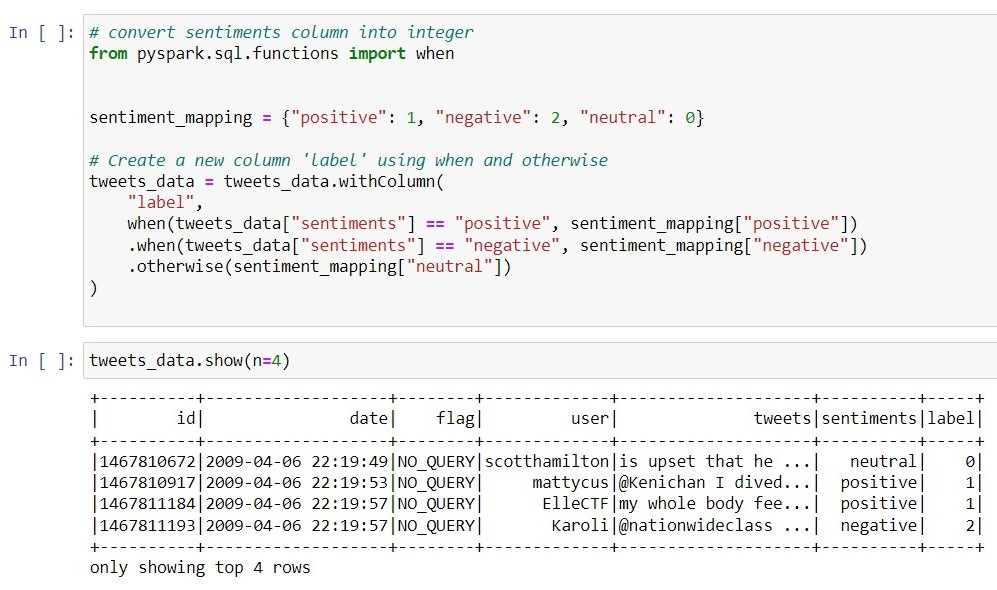 In [ ]: # convert sentiments column into integer
from pyspark.sql.functions import when
sentiment_mapping = {"positive": 1, "negative": 2, "neutral": 0}
# Create a new column 'label' using when and otherwise
tweets_data = tweets_data.withColumn(
    "label",
    when(tweets_data["sentiments"] == "positive", sentiment_mapping["positive"])
    .when(tweets_data["sentiments"] == "negative", sentiment_mapping["negative"])
    .otherwise(sentiment_mapping["neutral"])
)
In [ ]: tweets_data.show(n=4)
+----------+-------------------+--------+-------------+--------------------+----------+-----+
|        id|               date|    flag|         user|              tweets|sentiments|label|
+----------+-------------------+--------+-------------+--------------------+----------+-----+
|1467810672|2009-04-06 22:19:49|NO_QUERY|scotthamilton|is upset that he ...|   neutral|    0|
|1467810917|2009-04-06 22:19:53|NO_QUERY|     mattycus|@Kenichan I dived...|  positive|    1|
|1467811184|2009-04-06 22:19:57|NO_QUERY|      ElleCTF|my whole body fee...|  positive|    1|
|1467811193|2009-04-06 22:19:57|NO_QUERY|       Karoli|@nationwideclass ...|  negative|    2|
+----------+-------------------+--------+-------------+--------------------+----------+-----+
only showing top 4 rows